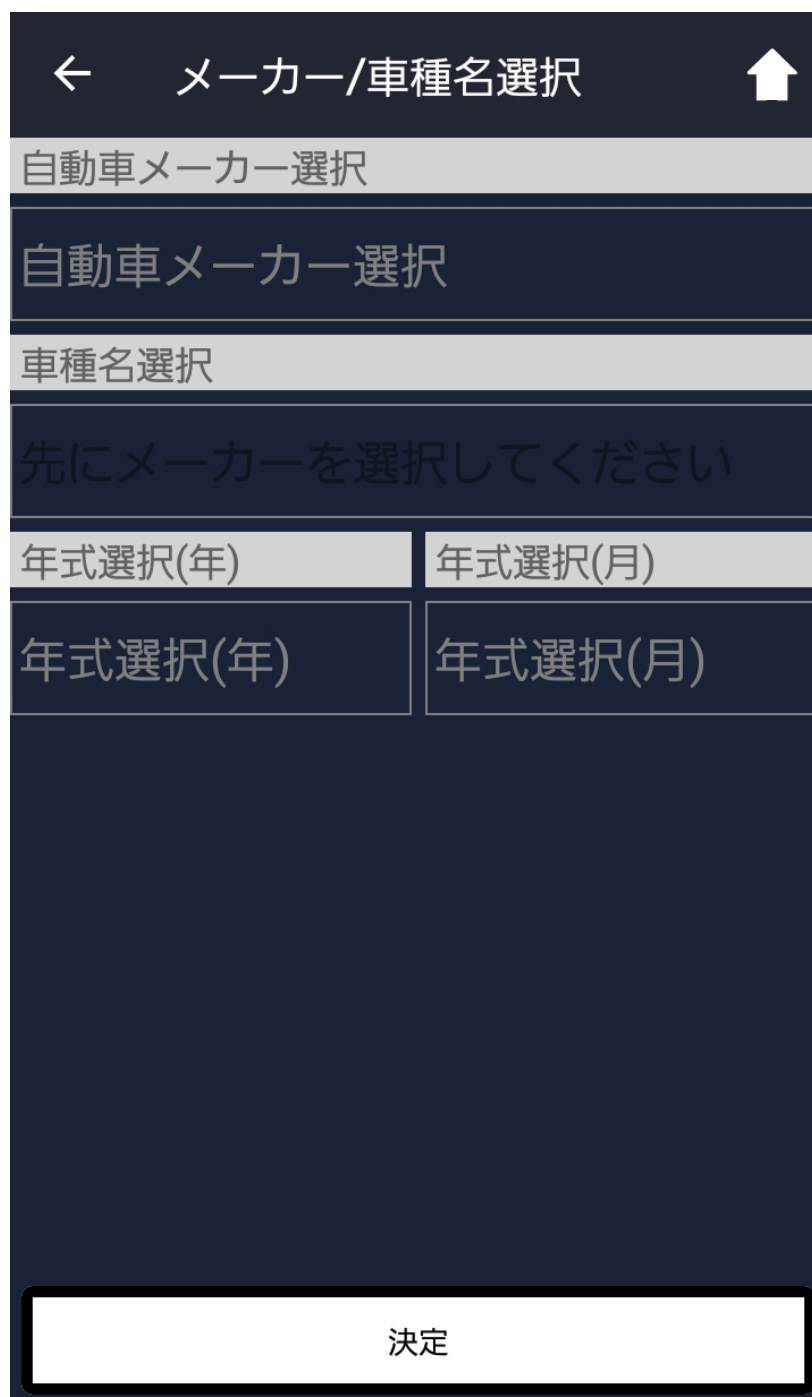 メーカー/車種名選択
自動車メーカー選択
自動車メーカー選択
車種名選択
先にメーカーを選択してください
年式選択(年) 年式選択(月)
年式選択(年) 年式選択(月)
決定